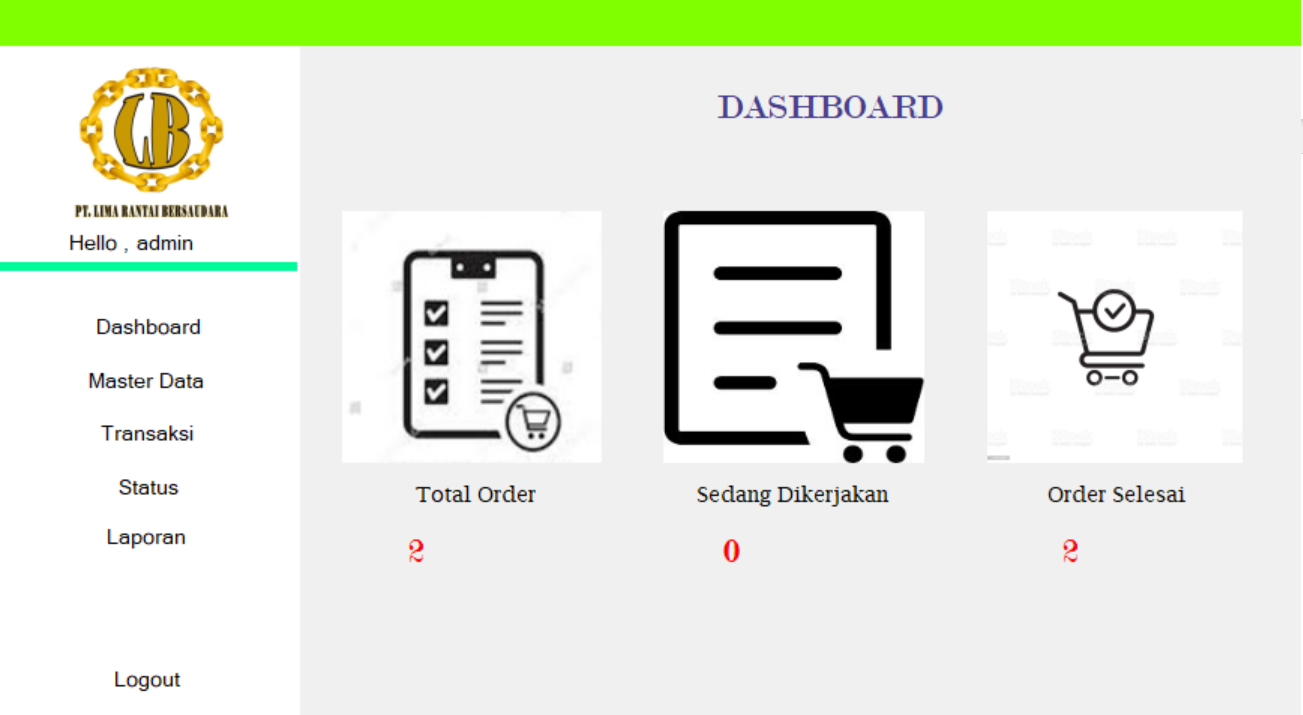 LB
PT. LIMA RANTAI BERSAUDARA
Hello , admin
Dashboard
Master Data
Transaksi
Status
Laporan
Logout
DASHBOARD
Total Order
Sedang Dikerjakan
Order Selesai
2
0
2